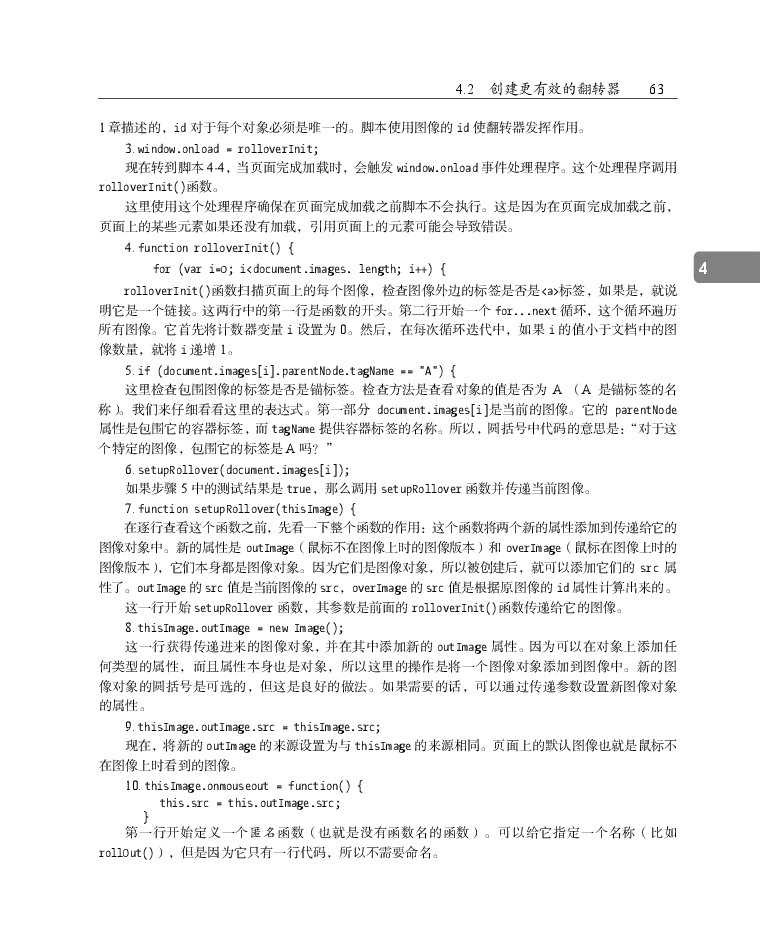 4.2 创建更有效的翻转器 63
1章描述的，id 对于每个对象必须是唯一的。脚本使用图像的 id 使翻转器发挥作用。
3.window.onload = rolloverInit;
现在转到脚本 4-4，当页面完成加载时，会触发 window.onload 事件处理程序。这个处理程序调用
rolloverInit()函数。
这里使用这个处理程序确保在页面完成加载之前脚本不会执行。这是因为在页面完成加载之前，
页面上的某些元素如果还没有加载，引用页面上的元素可能会导致错误。
4.function rolloverInit() {
for (var i=0; i<document.images. length; i++) {
4
rolloverInit()函数扫描页面上的每个图像，检查图像外边的标签是否是<a>标签，如果是，就说
明它是一个链接。这两行中的第一行是函数的开头。第二行开始一个 for...next 循环，这个循环遍历
所有图像。它首先将计数器变量 i 设置为 0。然后，在每次循环迭代中，如果 i 的值小于文档中的图
像数量，就将 i 递增 1。
5.if (document.images[i].parentNode.tagName == "A") {
这里检查包围图像的标签是否是锚标签。检查方法是查看对象的值是否为 A （A 是锚标签的名
称）。我们来仔细看看这里的表达式。第一部分 document.images[i]是当前的图像。它的 parentNode
属性是包围它的容器标签，而 tagName 提供容器标签的名称。所以，圆括号中代码的意思是：“对于这
个特定的图像，包围它的标签是 A 吗？”
6.setupRollover(document.images[i]);
如果步骤 5 中的测试结果是 true，那么调用 setupRollover 函数并传递当前图像。
7.function setupRollover(thisImage) {
在逐行查看这个函数之前，先看一下整个函数的作用：这个函数将两个新的属性添加到传递给它的
图像对象中。新的属性是 outImage（鼠标不在图像上时的图像版本）和 overImage（鼠标在图像上时的
图像版本），它们本身都是图像对象。因为它们是图像对象，所以被创建后，就可以添加它们的 src 属
性了。outImage 的 src 值是当前图像的 src，overImage 的 src 值是根据原图像的 id 属性计算出来的。
这一行开始 setupRollover 函数，其参数是前面的 rolloverInit()函数传递给它的图像。
8.thisImage.outImage = new Image();
这一行获得传递进来的图像对象，并在其中添加新的 outImage 属性。因为可以在对象上添加任
何类型的属性，而且属性本身也是对象，所以这里的操作是将一个图像对象添加到图像中。新的图
像对象的圆括号是可选的，但这是良好的做法。如果需要的话，可以通过传递参数设置新图像对象
的属性。
9.thisImage.outImage.src = thisImage.src;
现在，将新的 outImage 的来源设置为与 thisImage 的来源相同。页面上的默认图像也就是鼠标不
在图像上时看到的图像。
10.thisImage.onmouseout = function() {
this.src = this.outImage.src;
}
第一行开始定义一个匿名函数（也就是没有函数名的函数）。可以给它指定一个名称（比如
rollOut()），但是因为它只有一行代码，所以不需要命名。